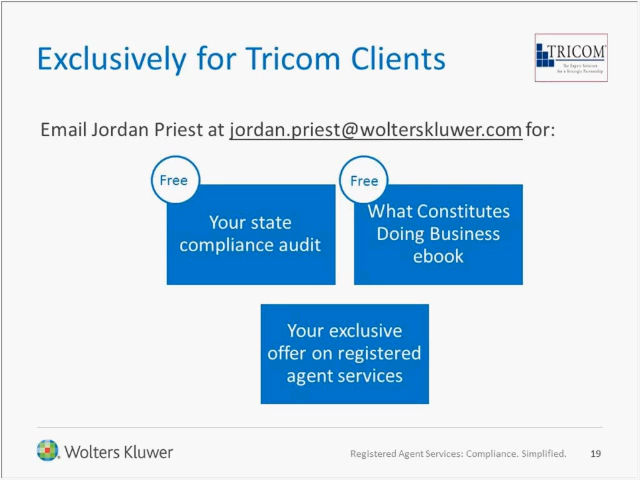 Exclusively for Tricom Clients
TRICOM
Email Jordan Priest at jordan.priest@wolterskluwer.com for:
Free
Your state
compliance audit
Free
What Constitutes
Doing Business
ebook
Your exclusive
offer on registered
agent services
Wolters Kluwer
Registered Agent Services: Compliance. Simplified.
19